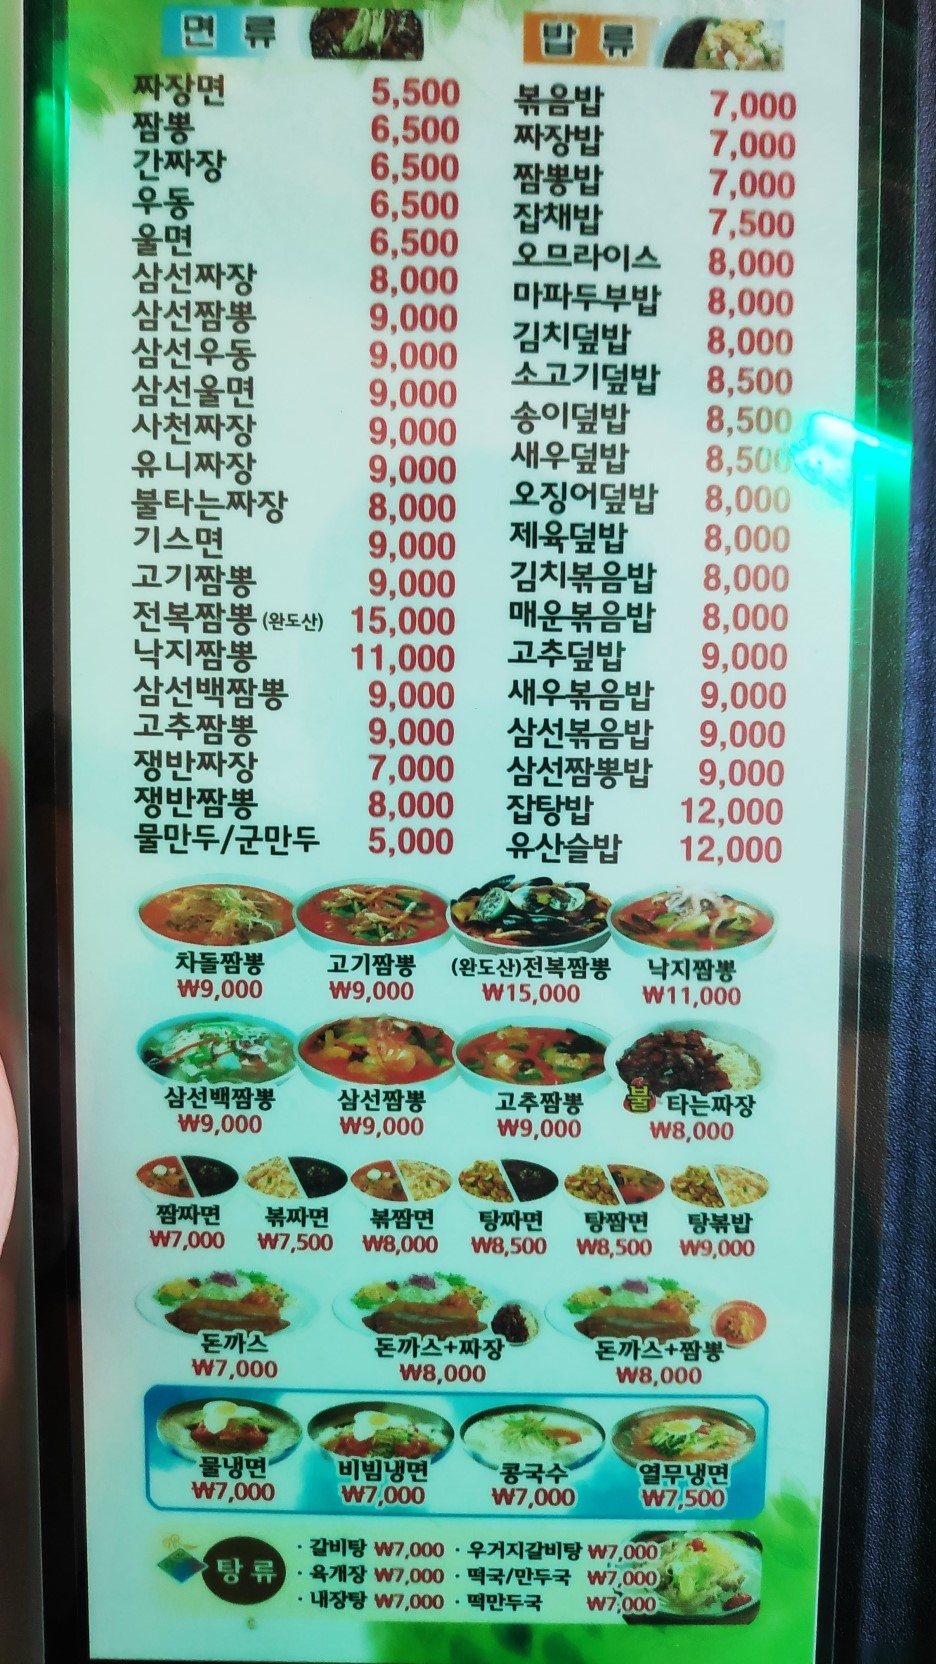 면 류
짜장면 5,500
짬뽕 6,500
간짜장 6,500
우동 6,500
울면 6,500
삼선짜장 8,000
삼선짬뽕 9,000
삼선우동 9,000
삼선울면 9,000
사천짜장 9,000
유니짜장 9,000
불타는짜장 8,000
기스면 9,000
고기짬뽕 9,000
전복짬뽕 (완도산) 15,000
낙지짬뽕 11,000
삼선백짬뽕 9,000
고추짬뽕 9,000
쟁반짜장 7,000
쟁반짬뽕 8,000
물만두/군만두 5,000
밥 류
볶음밥 7,000
짜장밥 7,000
짬뽕밥 7,000
잡채밥 7,500
오므라이스 8,000
마파두부밥 8,000
김치덮밥 8,000
소고기덮밥 8,500
송이덮밥 8,500
새우덮밥 8,500
오징어덮밥 8,000
제육덮밥 8,000
김치볶음밥 8,000
매운볶음밥 8,000
고추덮밥 9,000
새우볶음밥 9,000
삼선볶음밥 9,000
삼선짬뽕밥 9,000
잡탕밥 12,000
유산슬밥 12,000
차돌짬뽕 고기짬뽕 (완도산)전복짬뽕 낙지짬뽕
₩9,000 ₩9,000 ₩15,000 ₩11,000
삼선백짬뽕 삼선짬뽕 고추짬뽕 불타는짜장
₩9,000 ₩9,000 ₩9,000 ₩8,000
짬짜면 볶짜면 볶짬면 탕짜면 탕짬면 탕볶밥
₩7,000 ₩7,500 ₩8,000 ₩8,500 ₩8,500 ₩9,000
돈까스 돈까스+짜장 돈까스+짬뽕
₩7,000 ₩8,000 ₩8,000
물냉면 비빔냉면 콩국수 열무냉면
₩7,000 ₩7,000 ₩7,000 ₩7,500
탕 류
· 갈비탕 ₩7,000 · 우거지갈비탕 ₩7,000
· 육개장 ₩7,000 · 떡국/만두국 ₩7,000
· 내장탕 ₩7,000 · 떡만두국 ₩7,000